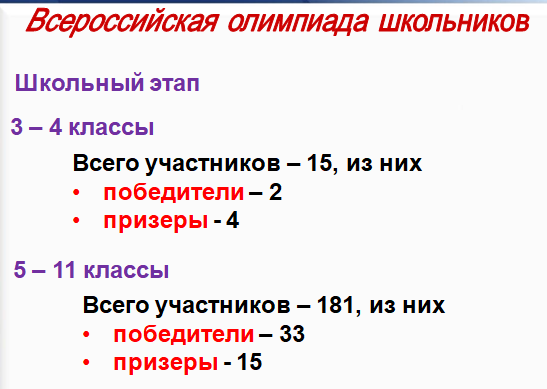 Всероссийская олимпиада школьников
Школьный этап
3 – 4 классы
Всего участников – 15, из них
• победители – 2
• призеры - 4
5 – 11 классы
Всего участников – 181, из них
• победители – 33
• призеры - 15